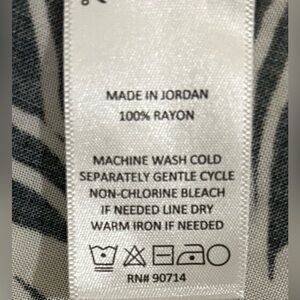 MADE IN JORDAN
100% RAYON
MACHINE WASH COLD
SEPARATELY GENTLE CYCLE
NON-CHLORINE BLEACH
IF NEEDED LINE DRY
WARM IRON IF NEEDED
RN# 90714